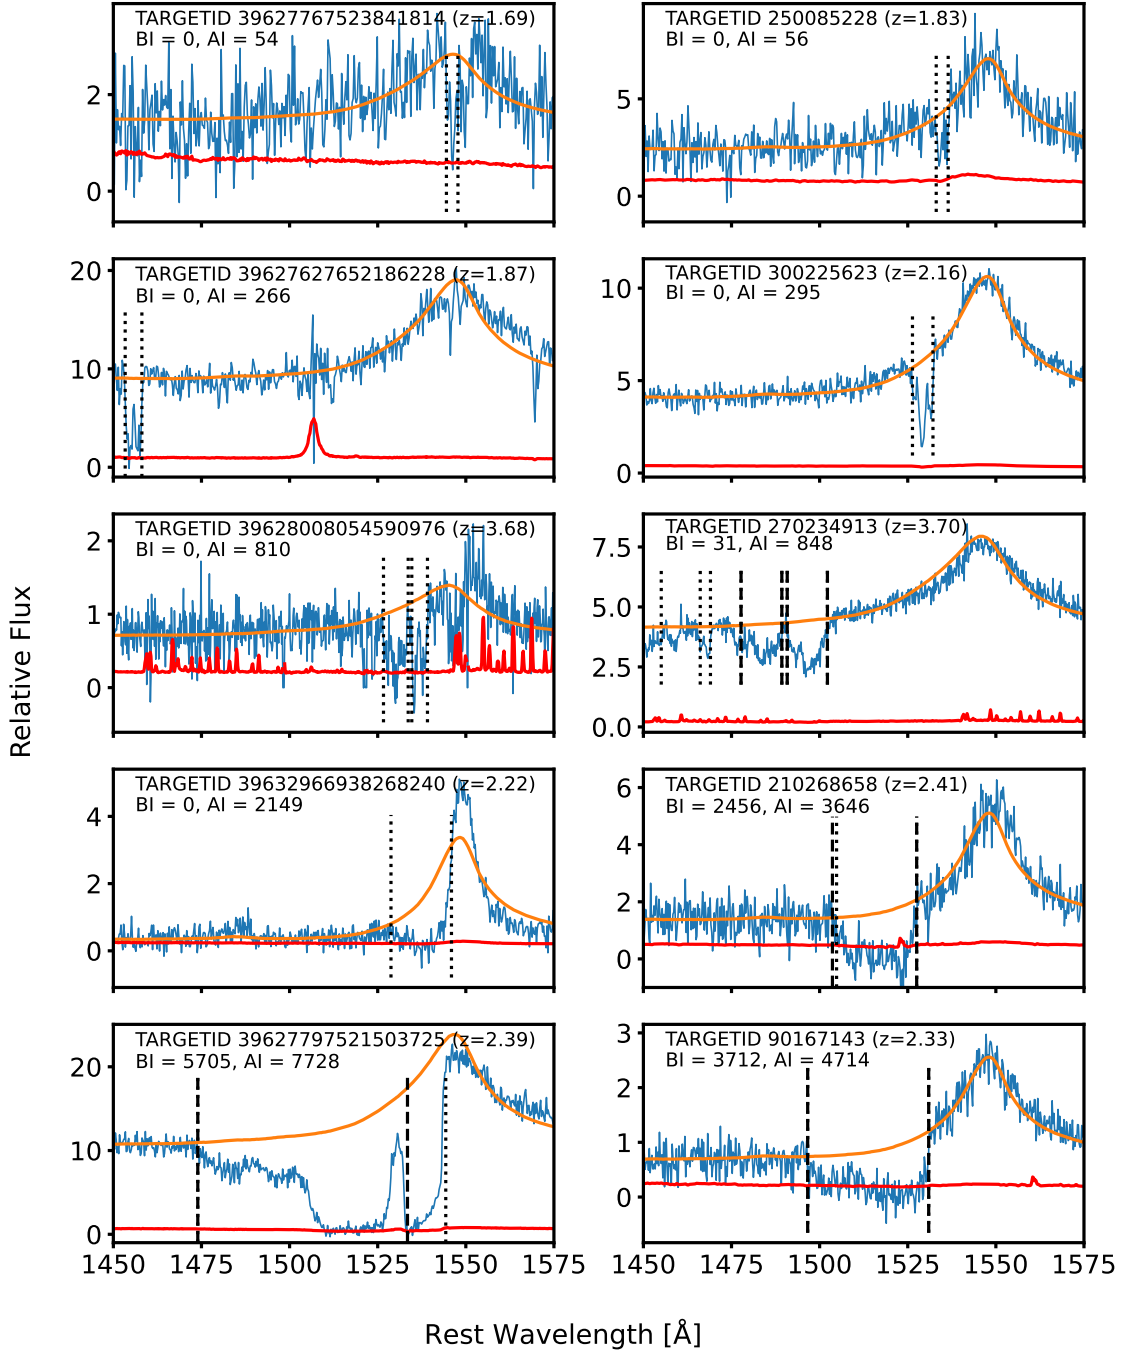 TARGETID 39627767523841814 (z=1.69)
BI = 0, AI = 54
2
0
TARGETID 250085228 (z=1.83)
BI = 0, AI = 56
5
0
TARGETID 39627627652186228 (z=1.87)
BI = 0, AI = 266
20
10
0
TARGETID 300225623 (z=2.16)
BI = 0, AI = 295
10
5
0
TARGETID 39628008054590976 (z=3.68)
BI = 0, AI = 810
2
1
0
TARGETID 270234913 (z=3.70)
BI = 31, AI = 848
7.5
5.0
2.5
0.0
TARGETID 39632966938268240 (z=2.22)
BI = 0, AI = 2149
4
2
0
TARGETID 210268658 (z=2.41)
BI = 2456, AI = 3646
6
4
2
0
TARGETID 39627797521503725 (z=2.39)
BI = 5705, AI = 7728
20
10
0
1450 1475 1500 1525 1550 1575
TARGETID 90167143 (z=2.33)
BI = 3712, AI = 4714
3
2
1
0
1450 1475 1500 1525 1550 1575
Relative Flux
Rest Wavelength [Å]